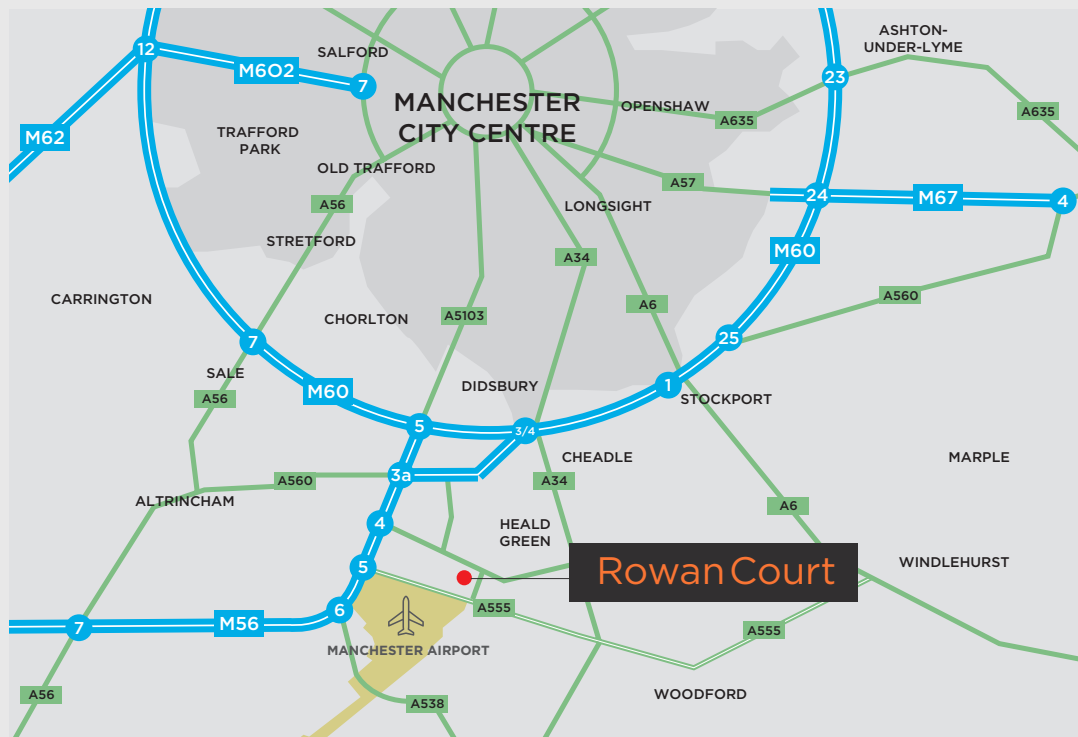 ASHTON-
UNDER-LYME
12
SALFORD
M6O2
7
23
MANCHESTER
CITY CENTRE
OPENSHAW
A635
A635
M62
TRAFFORD
PARK
OLD TRAFFORD
A57
24
M67
4
A56
LONGSIGHT
STRETFORD
A34
M60
CARRINGTON
A6
A560
CHORLTON
A5103
7
25
SALE
M60
DIDSBURY
1
STOCKPORT
A56
5
3/4
CHEADLE
MARPLE
3a
A560
A34
ALTRINCHAM
A6
4
HEALD
GREEN
WINDLEHURST
5
Rowan Court
6
A555
7
M56
A555
MANCHESTER AIRPORT
A56
A538
WOODFORD